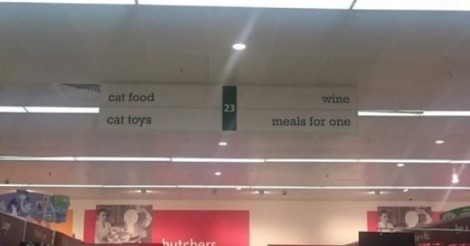 cat food
23
wine
cat toys
meals for one
butchers